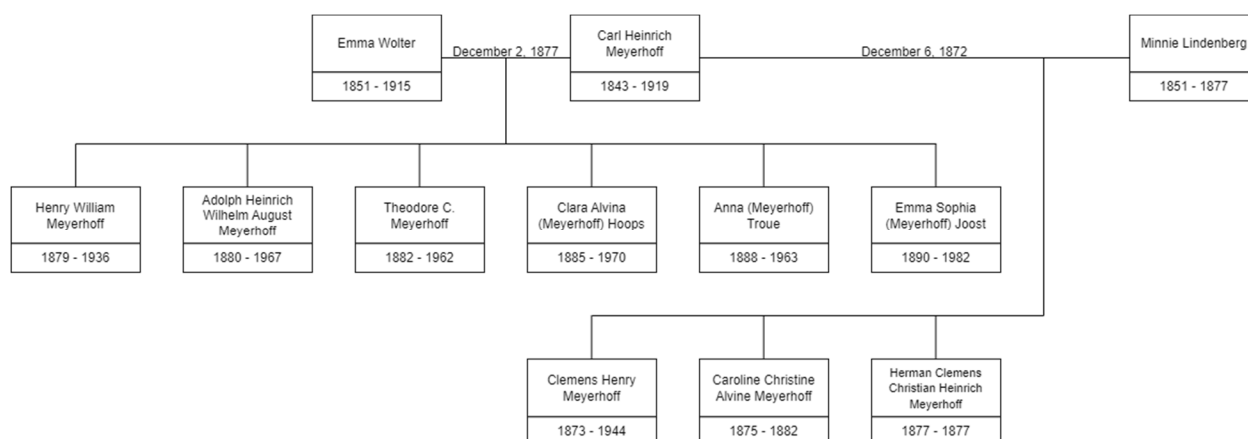 Emma Wolter
1851 - 1915
December 2, 1877
Carl Heinrich
Meyerhoff
1843 - 1919
December 6, 1872
Minnie Lindenberg
1851 - 1877
Henry William
Meyerhoff
1879 - 1936
Adolph Heinrich
Wilhelm August
Meyerhoff
1880 - 1967
Theodore C.
Meyerhoff
1882 - 1962
Clara Alvina
(Meyerhoff) Hoops
1885 - 1970
Anna (Meyerhoff)
Troue
1888 - 1963
Emma Sophia
(Meyerhoff) Joost
1890 - 1982
Clemens Henry
Meyerhoff
1873 - 1944
Caroline Christine
Alvine Meyerhoff
1875 - 1882
Herman Clemens
Christian Heinrich
Meyerhoff
1877 - 1877